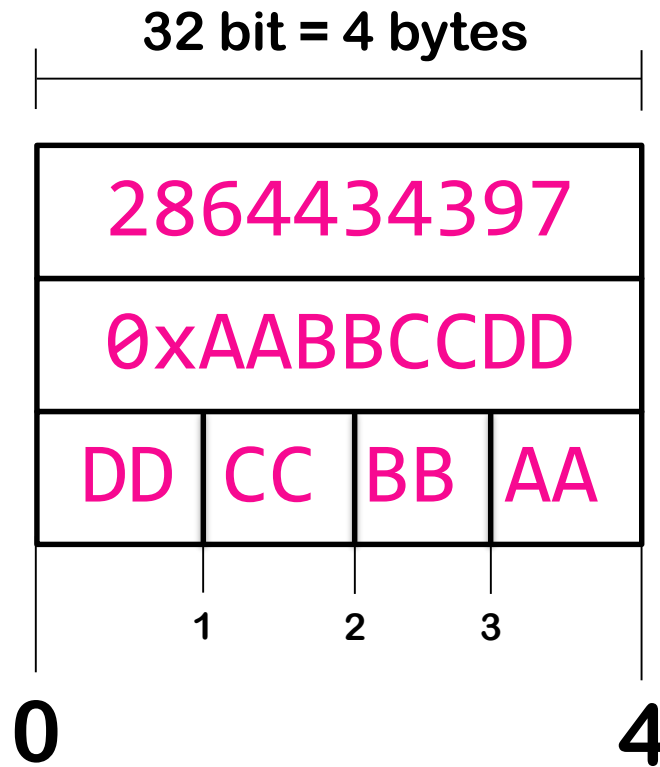 32 bit = 4 bytes
2864434397
0xAABBCCDD
DD CC BB AA
1 2 3
0 4